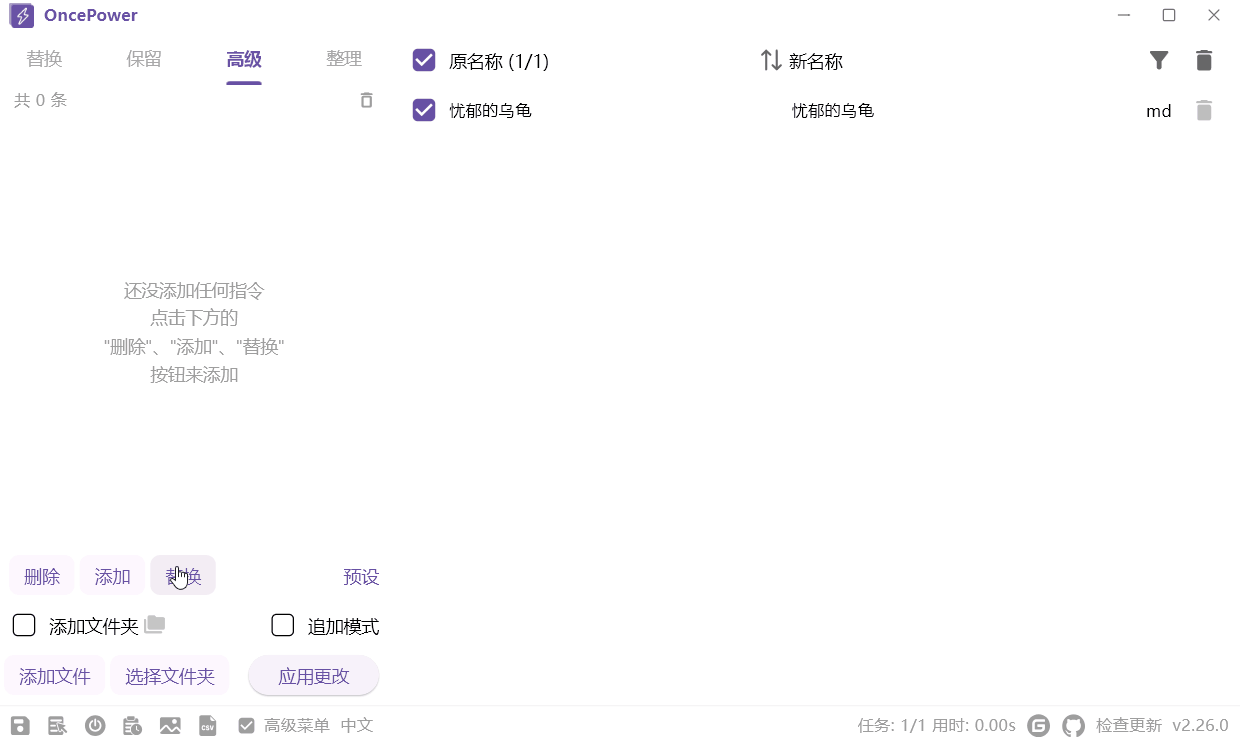 OncePower
替换 保留 高级 整理
原名称 (1/1) 新名称
共 0 条
忧郁的乌龟 忧郁的乌龟 md
还没添加任何指令
点击下方的
"删除"、"添加"、"替换"
按钮来添加
删除 添加 替换 预设
添加文件夹 追加模式
添加文件 选择文件夹 应用更改
CSV 高级菜单 中文 任务: 1/1 用时: 0.00s G 检查更新 v2.26.0